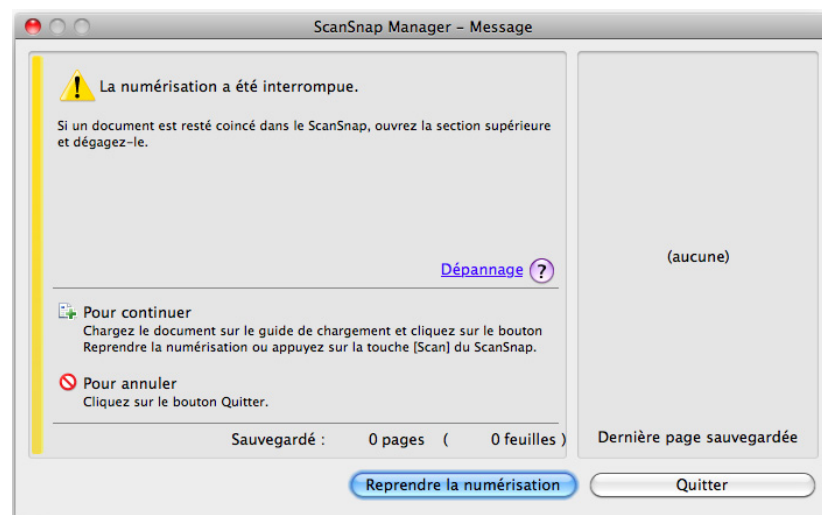 ScanSnap Manager – Message
La numérisation a été interrompue.
Si un document est resté coincé dans le ScanSnap, ouvrez la section supérieure
et dégagez-le.
Dépannage ?
(aucune)
Pour continuer
Chargez le document sur le guide de chargement et cliquez sur le bouton
Reprendre la numérisation ou appuyez sur la touche [Scan] du ScanSnap.
Pour annuler
Cliquez sur le bouton Quitter.
Sauvegardé : 0 pages ( 0 feuilles )
Dernière page sauvegardée
Reprendre la numérisation
Quitter